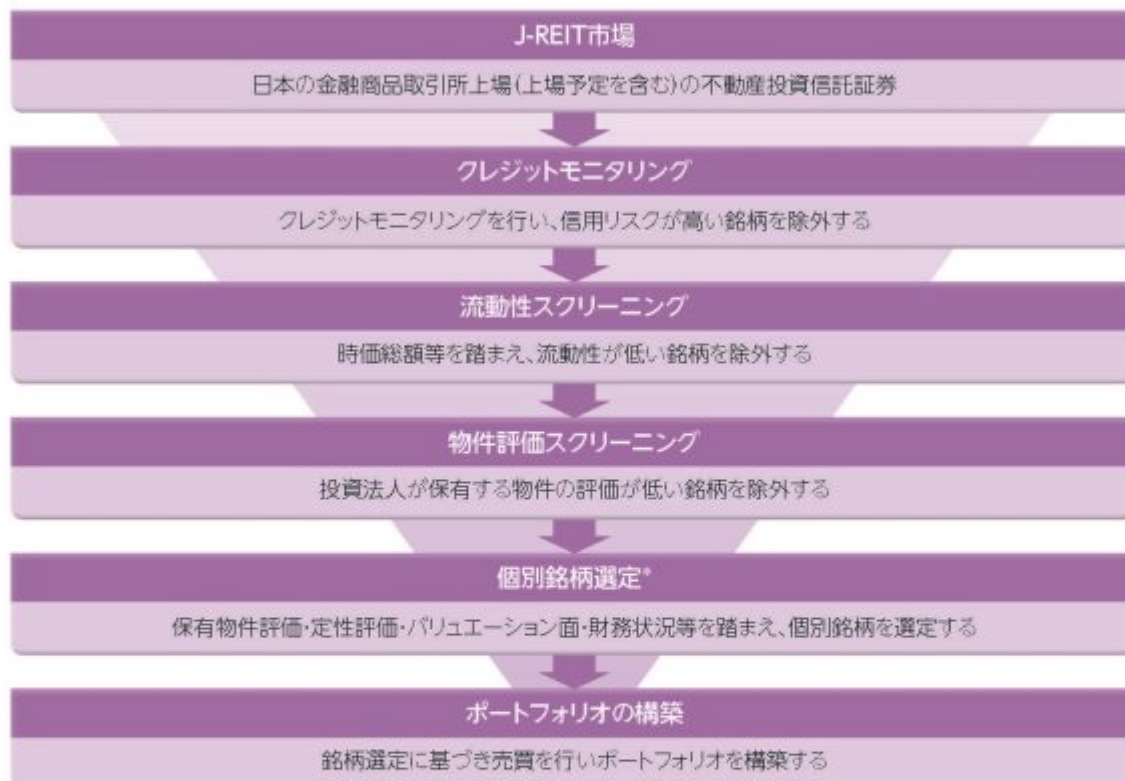 J-REIT市場
日本の金融商品取引所上場(上場予定を含む)の不動産投資信託証券
クレジットモニタリング
クレジットモニタリングを行い、信用リスクが高い銘柄を除外する
流動性スクリーニング
時価総額等を踏まえ、流動性が低い銘柄を除外する
物件評価スクリーニング
投資法人が保有する物件の評価が低い銘柄を除外する
個別銘柄選定*
保有物件評価・定性評価・バリュエーション面・財務状況等を踏まえ、個別銘柄を選定する
ポートフォリオの構築
銘柄選定に基づき売買を行いポートフォリオを構築する